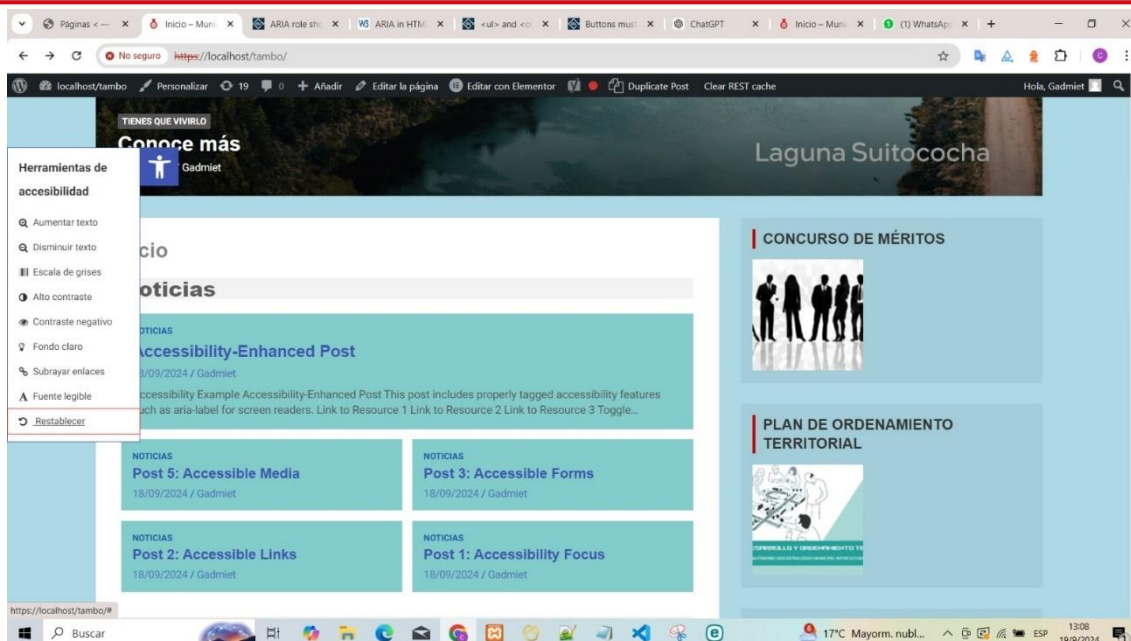 Páginas < —
Inicio – Muni
ARIA role sho
ARIA in HTM
<ul> and <o
Buttons must
ChatGPT
Inicio – Muni
(1) WhatsAp
No seguro https://localhost/tambo/
localhost/tambo Personalizar 19 0 Añadir Editar la página Editar con Elementor Duplicate Post Clear REST cache Hola, Gadmiet
TIENES QUE VIVIRLO
Conoce más
Gadmiet
Laguna Suitococha
Herramientas de
accesibilidad
Aumentar texto
Disminuir texto
Escala de grises
Alto contraste
Contraste negativo
Fondo claro
Subrayar enlaces
Fuente legible
Restablecer
cio
oticias
OTICIAS
Accessibility-Enhanced Post
8/09/2024 / Gadmiet
ccessibility Example Accessibility-Enhanced Post This post includes properly tagged accessibility features
uch as aria-label for screen readers. Link to Resource 1 Link to Resource 2 Link to Resource 3 Toggle...
NOTICIAS
Post 5: Accessible Media
18/09/2024 / Gadmiet
NOTICIAS
Post 3: Accessible Forms
18/09/2024 / Gadmiet
NOTICIAS
Post 2: Accessible Links
18/09/2024 / Gadmiet
NOTICIAS
Post 1: Accessibility Focus
18/09/2024 / Gadmiet
CONCURSO DE MÉRITOS
PLAN DE ORDENAMIENTO
TERRITORIAL
https://localhost/tambo/#
Buscar
17°C Mayorm. nubl... ESP
13:08
19/9/2024